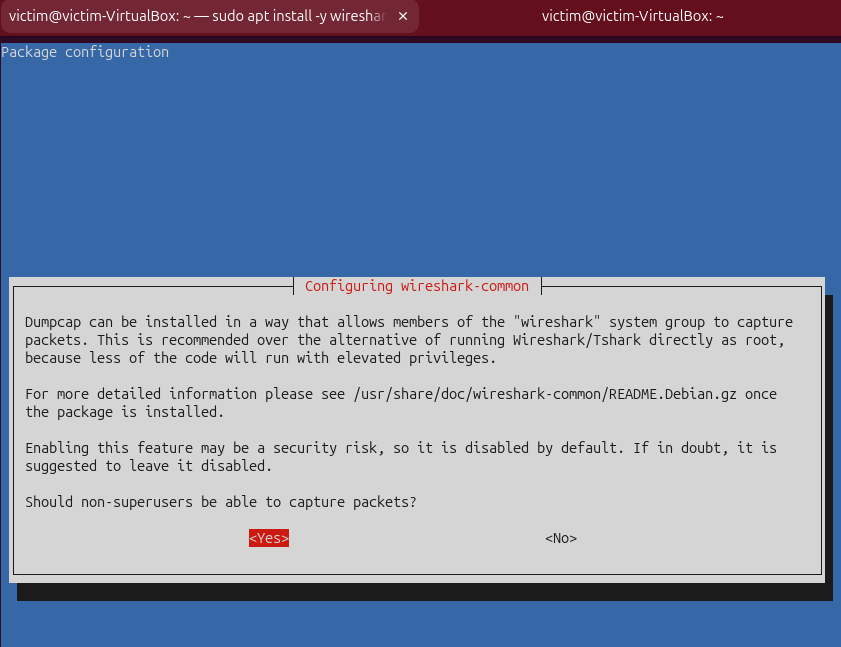 victim@victim-VirtualBox: ~ — sudo apt install -y wireshar
victim@victim-VirtualBox: ~
Package configuration
Configuring wireshark-common
Dumpcap can be installed in a way that allows members of the "wireshark" system group to capture
packets. This is recommended over the alternative of running Wireshark/Tshark directly as root,
because less of the code will run with elevated privileges.
For more detailed information please see /usr/share/doc/wireshark-common/README.Debian.gz once
the package is installed.
Enabling this feature may be a security risk, so it is disabled by default. If in doubt, it is
suggested to leave it disabled.
Should non-superusers be able to capture packets?
<Yes> <No>